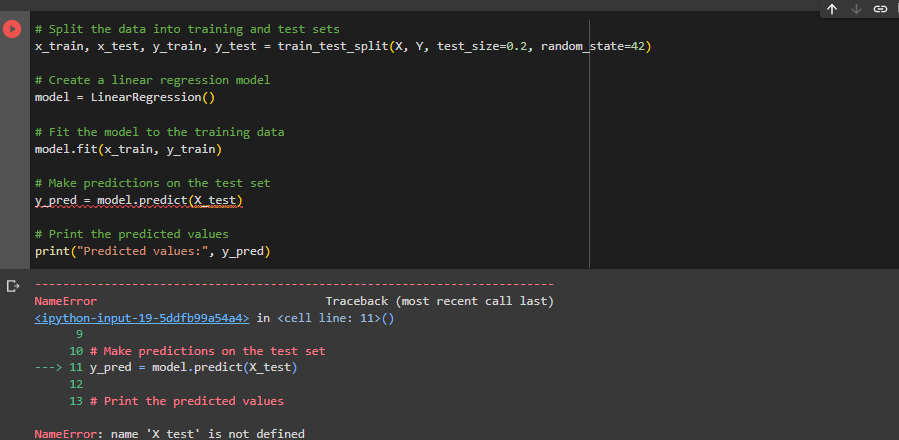 # Split the data into training and test sets
x_train, x_test, y_train, y_test = train_test_split(X, Y, test_size=0.2, random_state=42)
# Create a linear regression model
model = LinearRegression()
# Fit the model to the training data
model.fit(x_train, y_train)
# Make predictions on the test set
y_pred = model.predict(X_test)
# Print the predicted values
print("Predicted values:", y_pred)
---------------------------------------------------------------------------
NameError                                 Traceback (most recent call last)
<ipython-input-19-5ddfb99a54a4> in <cell line: 11>()
      9
     10 # Make predictions on the test set
---> 11 y_pred = model.predict(X_test)
     12
     13 # Print the predicted values
NameError: name 'X_test' is not defined